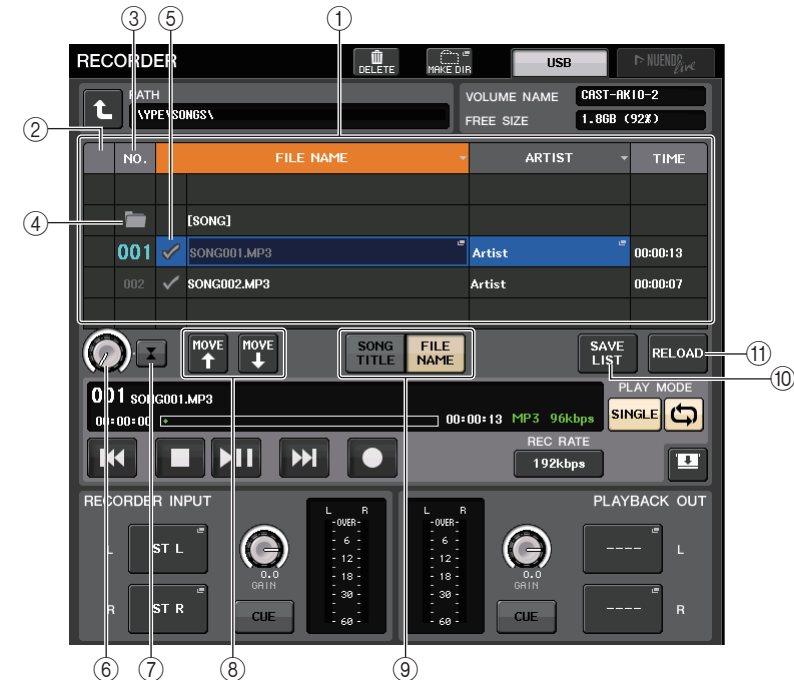 ③ ⑤ ①
RECORDER DELETE MAKE DIR USB NUENDO Live
PATH
\YPE\SONGS\
VOLUME NAME CAST-AK10-2
FREE SIZE 1.8GB (92%)
②
NO. FILE NAME ARTIST TIME
④
[SONG]
001 SONG001.MP3 Artist 00:00:13
002 SONG002.MP3 Artist 00:00:07
MOVE MOVE
SONG TITLE
FILE NAME
SAVE LIST
RELOAD
⑪
⑩
001 SONG001.MP3
00:00:00 00:00:13 MP3 96kbps
PLAY MODE
SINGLE
REC RATE
192kbps
RECORDER INPUT
L ST L
R ST R
0.0
GAIN
CUE
L R
-OVER-
6
12
18
30
60
PLAYBACK OUT
L R
-OVER-
6
12
18
30
60
0.0
GAIN
CUE
---- L
---- R
⑥ ⑦ ⑧ ⑨